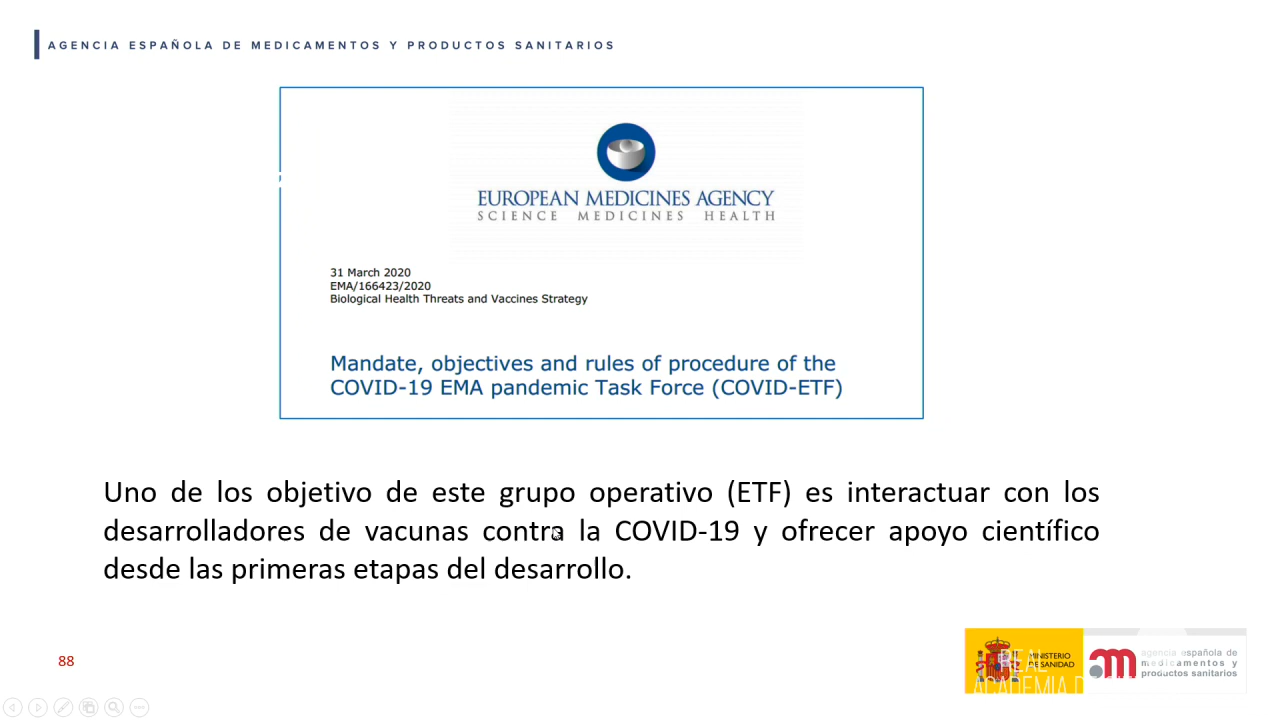 AGENCIA ESPAÑOLA DE MEDICAMENTOS Y PRODUCTOS SANITARIOS
EUROPEAN MEDICINES AGENCY
SCIENCE MEDICINES HEALTH
31 March 2020
EMA/166423/2020
Biological Health Threats and Vaccines Strategy
Mandate, objectives and rules of procedure of the
COVID-19 EMA pandemic Task Force (COVID-ETF)
Uno de los objetivo de este grupo operativo (ETF) es interactuar con los
desarrolladores de vacunas contra la COVID-19 y ofrecer apoyo científico
desde las primeras etapas del desarrollo.
88
MINISTERIO
DE SANIDAD
agencia española de
medicamentos y
productos sanitarios
REAL
ACADEMIA